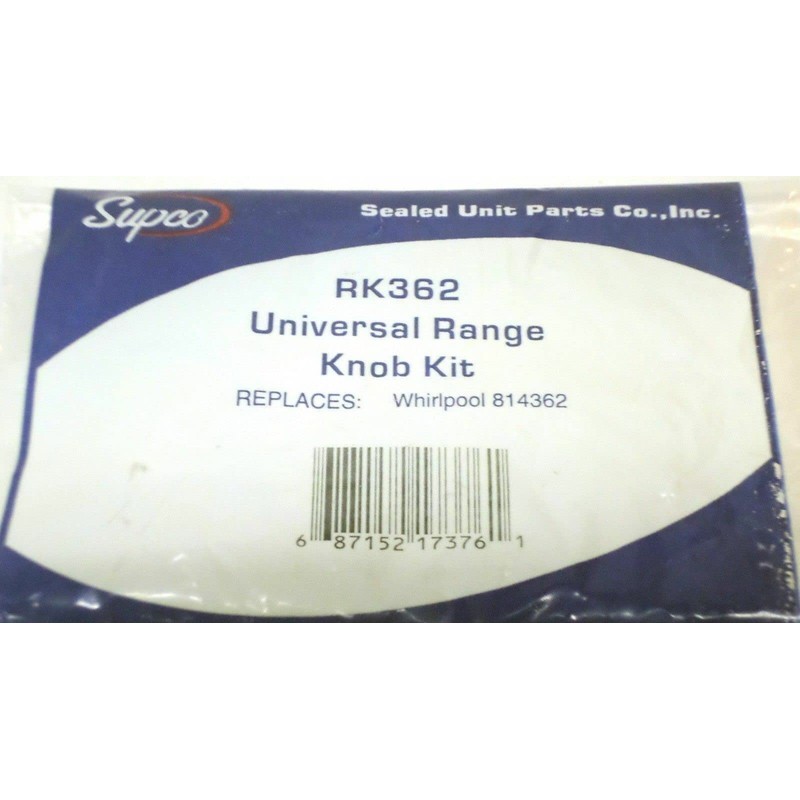 Supco
Sealed Unit Parts Co.,Inc.
RK362
Universal Range
Knob Kit
REPLACES: Whirlpool 814362
6 87152 17376 1